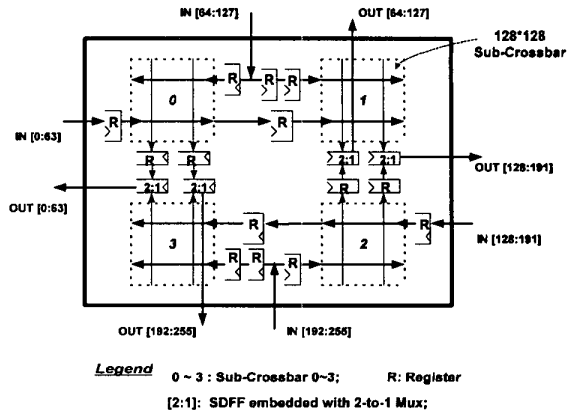 IN [64:127]
OUT [64:127]
128*128
Sub-Crossbar
0
R
R
R
1
R
R
IN [0:63]
R
R
2:1
2:1
OUT [128:191]
2:1
2:1
R
R
OUT [0:63]
3
R
2
R
IN [128:191]
R
R
R
OUT [192:255]
IN [192:255]
Legend
0 ~ 3 : Sub-Crossbar 0~3;
R: Register
[2:1]: SDFF embedded with 2-to-1 Mux;